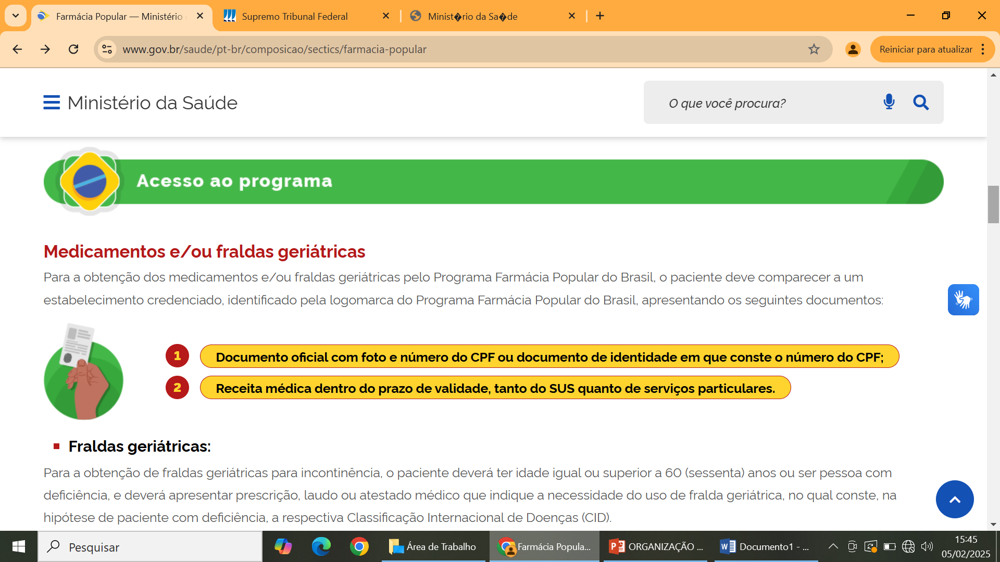 Farmácia Popular — Ministério
Supremo Tribunal Federal
Minist�rio da Sa�de
www.gov.br/saude/pt-br/composicao/sectics/farmacia-popular
Reiniciar para atualizar
Ministério da Saúde
O que você procura?
Acesso ao programa
Medicamentos e/ou fraldas geriátricas
Para a obtenção dos medicamentos e/ou fraldas geriátricas pelo Programa Farmácia Popular do Brasil, o paciente deve comparecer a um
estabelecimento credenciado, identificado pela logomarca do Programa Farmácia Popular do Brasil, apresentando os seguintes documentos:
1 Documento oficial com foto e número do CPF ou documento de identidade em que conste o número do CPF;
2 Receita médica dentro do prazo de validade, tanto do SUS quanto de serviços particulares.
Fraldas geriátricas:
Para a obtenção de fraldas geriátricas para incontinência, o paciente deverá ter idade igual ou superior a 60 (sessenta) anos ou ser pessoa com
deficiência, e deverá apresentar prescrição, laudo ou atestado médico que indique a necessidade do uso de fralda geriátrica, no qual conste, na
hipótese de paciente com deficiência, a respectiva Classificação Internacional de Doenças (CID).
Pesquisar
Área de Trabalho
Farmácia Popula...
ORGANIZAÇÃO ...
Documento1 - ...
15:45
05/02/2025